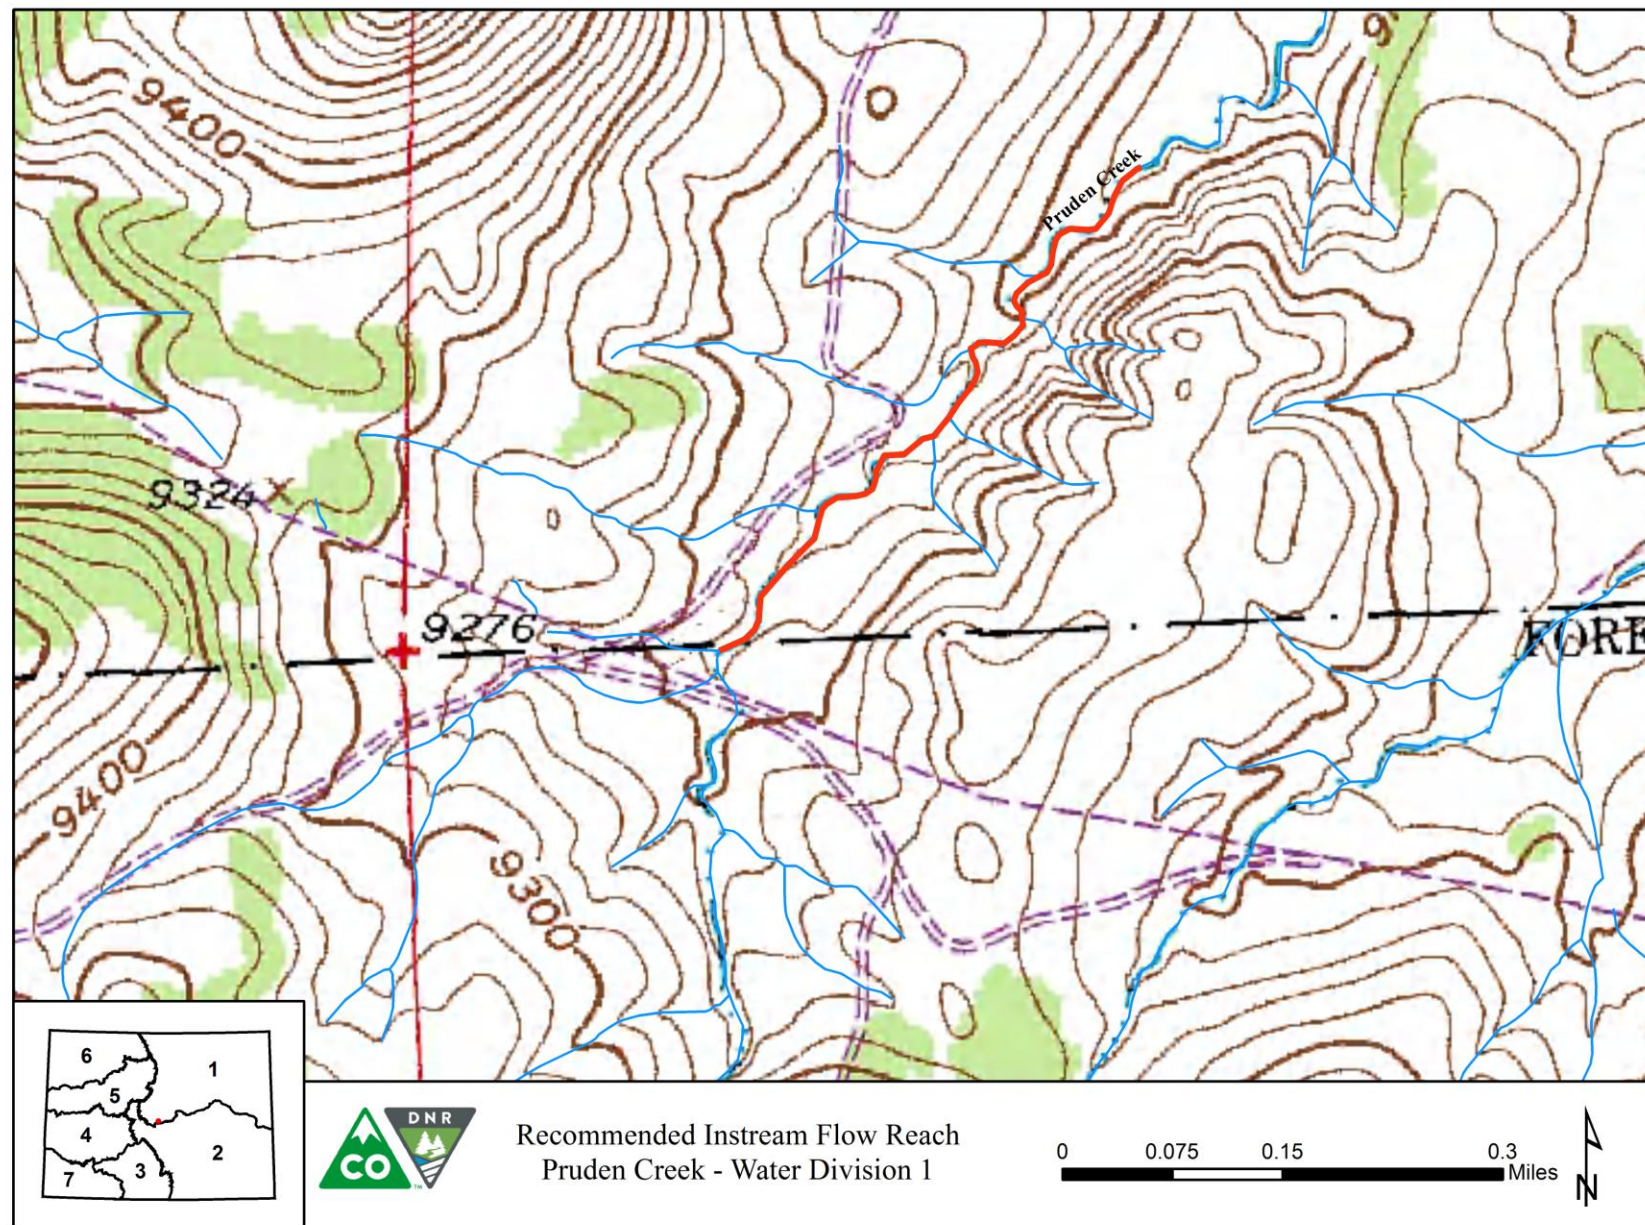 9400
Pruden Creek
9324
9276
FORE
9400
9300
6
1
5
4
2
7
3
CO
DNR
Recommended Instream Flow Reach
Pruden Creek - Water Division 1
0 0.075 0.15 0.3
Miles
N